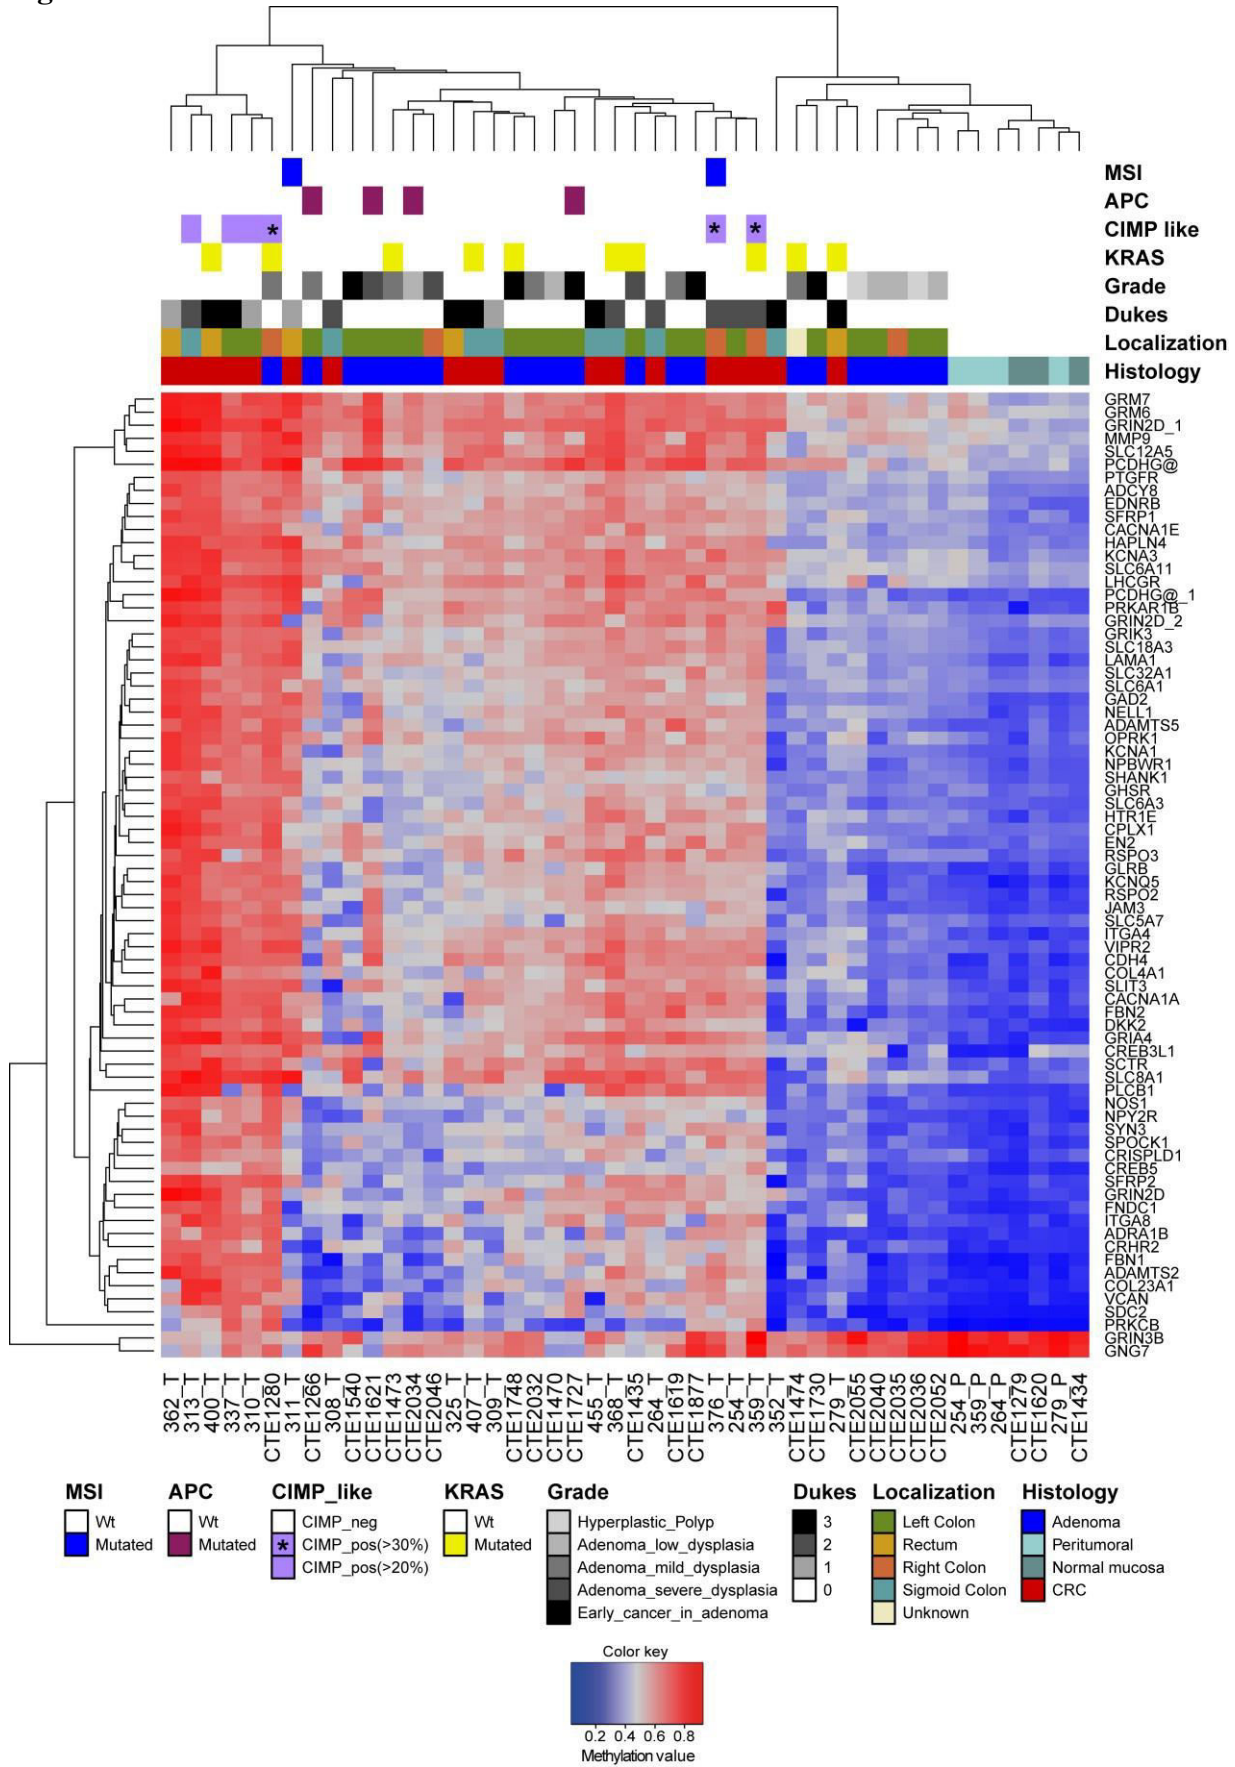 g
MSI
APC
CIMP like
KRAS
Grade
Dukes
Localization
Histology
* * *
GRM7
GRM6
GRIN2D_1
MMP9
SLC12A5
PCDHG@
PTGFR
ADCY8
EDNRB
SFRP1
CACNA1E
HAPLN4
KCNA3
SLC6A11
LHCGR
PCDHG@_1
PRKAR1B
GRIN2D_2
GRIK3
SLC18A3
LAMA1
SLC32A1
SLC6A1
GAD2
NELL1
ADAMTS5
OPRK1
KCNA1
NPBWR1
SHANK1
GHSR
SLC6A3
HTR1E
CPLX1
EN2
RSPO3
GLRB
KCNQ5
RSPO2
JAM3
SLC5A7
ITGA4
VIPR2
CDH4
COL4A1
SLIT3
CACNA1A
FBN2
DKK2
GRIA4
CREB3L1
SCTR
SLC8A1
PLCB1
NOS1
NPY2R
SYN3
SPOCK1
CRISPLD1
CREB5
SFRP2
GRIN2D
FNDC1
ITGA8
ADRA1B
CRHR2
FBN1
ADAMTS2
COL23A1
VCAN
SDC2
PRKCB
GRIN3B
GNG7
362_T
313_T
400_T
337_T
310_T
CTE1280
311_T
CTE1266
308_T
CTE1540
CTE1621
CTE1473
CTE2034
CTE2046
325_T
407_T
309_T
CTE1748
CTE2032
CTE1470
CTE1727
455_T
368_T
CTE1435
264_T
CTE1619
CTE1877
376_T
254_T
359_T
352_T
CTE1474
CTE1730
279_T
CTE2055
CTE2040
CTE2035
CTE2036
CTE2052
254_P
359_P
264_P
CTE1279
CTE1620
279_P
CTE1434
MSI
Wt
Mutated
APC
Wt
Mutated
CIMP_like
CIMP_neg
* CIMP_pos(>30%)
CIMP_pos(>20%)
KRAS
Wt
Mutated
Grade
Hyperplastic_Polyp
Adenoma_low_dysplasia
Adenoma_mild_dysplasia
Adenoma_severe_dysplasia
Early_cancer_in_adenoma
Dukes
3
2
1
0
Localization
Left Colon
Rectum
Right Colon
Sigmoid Colon
Unknown
Histology
Adenoma
Peritumoral
Normal mucosa
CRC
Color key
0.2 0.4 0.6 0.8
Methylation value